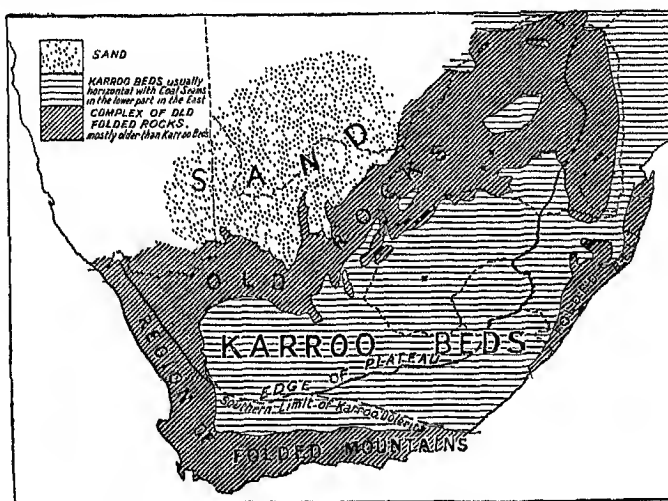 SAND
KARROO BEDS usually
horizontal with Coal Seams
in the lower part in the East
COMPLEX OF OLD
FOLDED ROCKS
mostly older than Karroo Beds
SAND
OLD ROCKS
KARROO BEDS
EDGE OF PLATEAU
Southern Limit of Karroo Dolerites
REGION OF
FOLDED MOUNTAINS